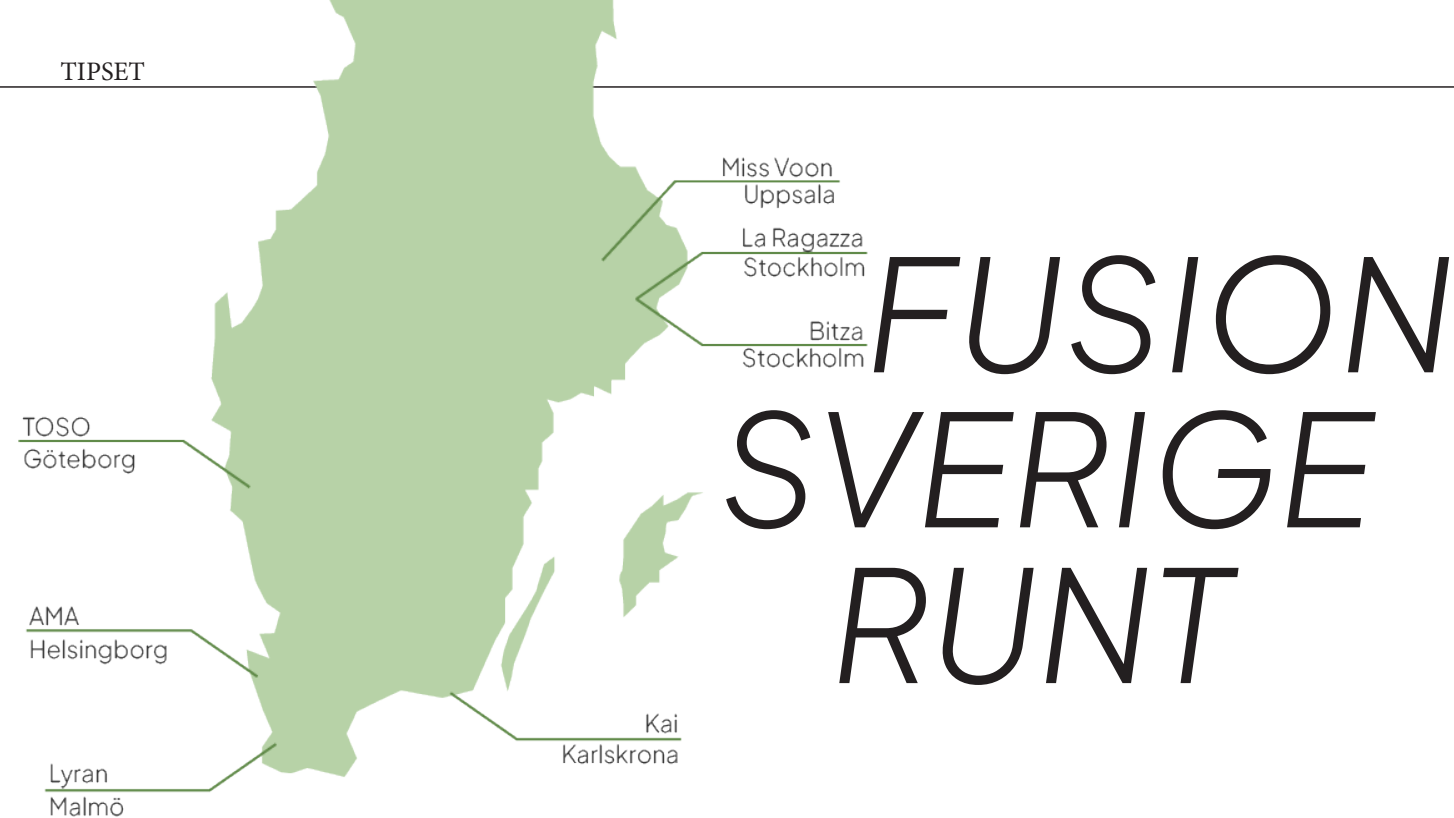 TIPSET
Miss Voon
Uppsala
La Ragazza
Stockholm
Bitza
Stockholm
FUSION
SVERIGE
RUNT
TOSO
Göteborg
AMA
Helsingborg
Kai
Karlskrona
Lyran
Malmö